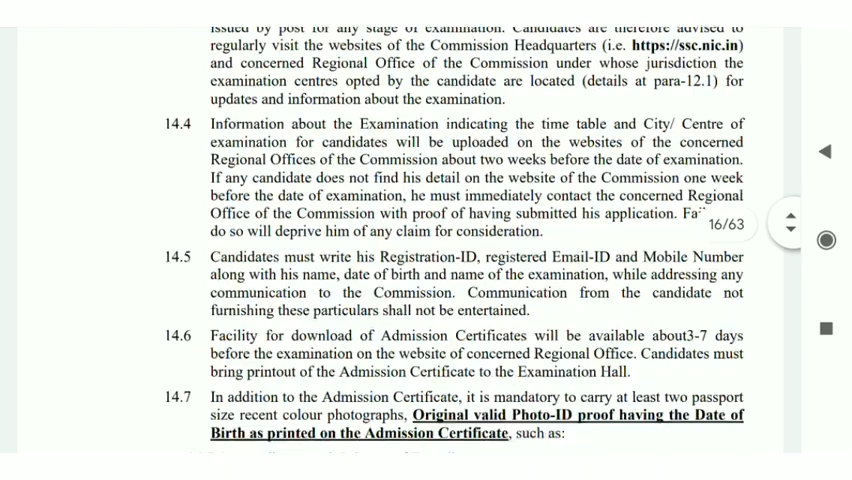 issued by post for any stage of examination. Candidates are therefore advised to
regularly visit the websites of the Commission Headquarters (i.e. https://ssc.nic.in)
and concerned Regional Office of the Commission under whose jurisdiction the
examination centres opted by the candidate are located (details at para-12.1) for
updates and information about the examination.
14.4 Information about the Examination indicating the time table and City/ Centre of
examination for candidates will be uploaded on the websites of the concerned
Regional Offices of the Commission about two weeks before the date of examination.
If any candidate does not find his detail on the website of the Commission one week
before the date of examination, he must immediately contact the concerned Regional
Office of the Commission with proof of having submitted his application.
do so will deprive him of any claim for consideration.
16/63
14.5 Candidates must write his Registration-ID, registered Email-ID and Mobile Number
along with his name, date of birth and name of the examination, while addressing any
communication to the Commission. Communication from the candidate not
furnishing these particulars shall not be entertained.
14.6 Facility for download of Admission Certificates will be available about3-7 days
before the examination on the website of concerned Regional Office. Candidates must
bring printout of the Admission Certificate to the Examination Hall.
14.7 In addition to the Admission Certificate, it is mandatory to carry at least two passport
size recent colour photographs, Original valid Photo-ID proof having the Date of
Birth as printed on the Admission Certificate, such as: